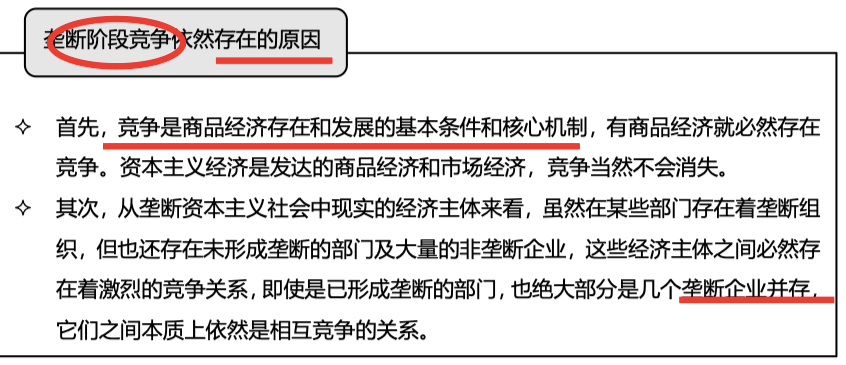 垄断阶段竞争依然存在的原因
首先，竞争是商品经济存在和发展的基本条件和核心机制，有商品经济就必然存在
竞争。资本主义经济是发达的商品经济和市场经济，竞争当然不会消失。
其次，从垄断资本主义社会中现实的经济主体来看，虽然在某些部门存在着垄断组
织，但也还存在未形成垄断的部门及大量的非垄断企业，这些经济主体之间必然存
在着激烈的竞争关系，即使是已形成垄断的部门，也绝大部分是几个垄断企业并存，
它们之间本质上依然是相互竞争的关系。